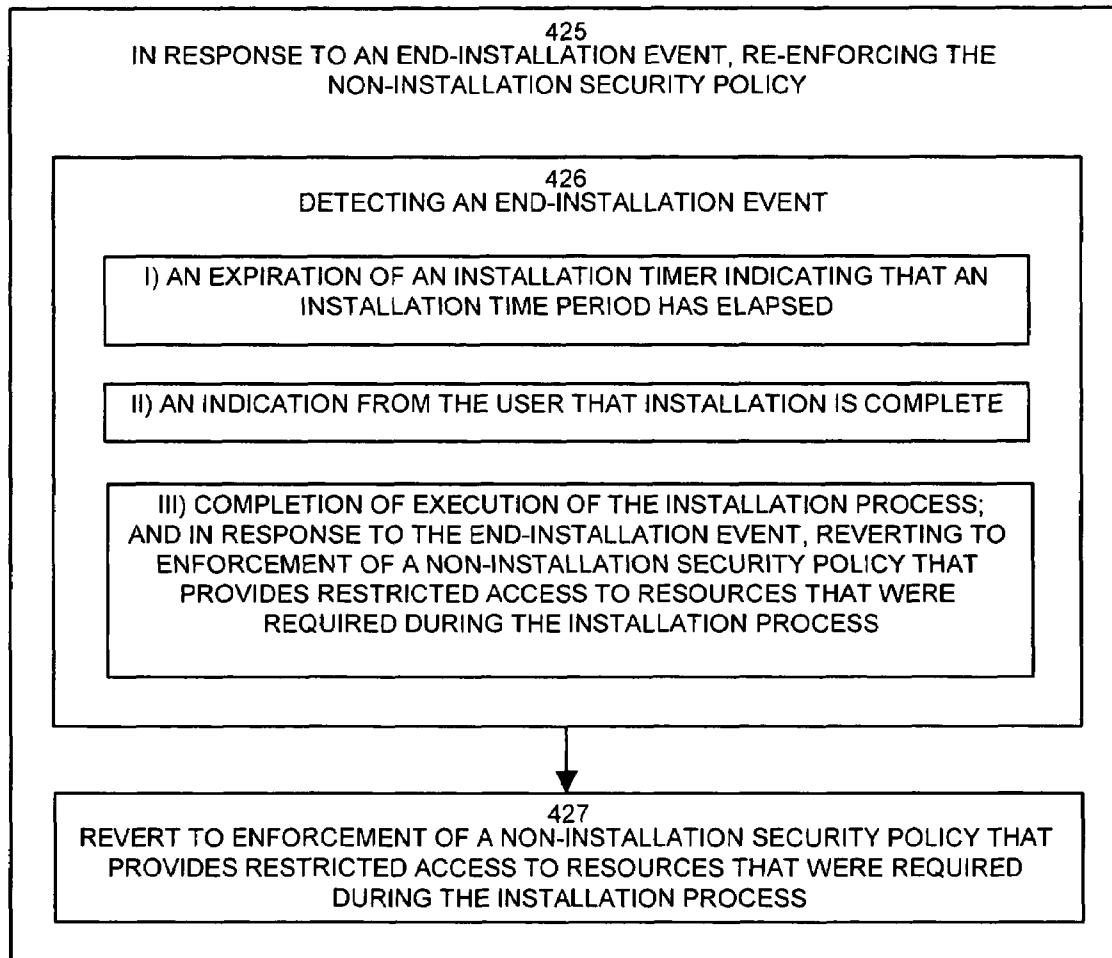 425
IN RESPONSE TO AN END-INSTALLATION EVENT, RE-ENFORCING THE
NON-INSTALLATION SECURITY POLICY
426
DETECTING AN END-INSTALLATION EVENT
I) AN EXPIRATION OF AN INSTALLATION TIMER INDICATING THAT AN
INSTALLATION TIME PERIOD HAS ELAPSED
II) AN INDICATION FROM THE USER THAT INSTALLATION IS COMPLETE
III) COMPLETION OF EXECUTION OF THE INSTALLATION PROCESS;
AND IN RESPONSE TO THE END-INSTALLATION EVENT, REVERTING TO
ENFORCEMENT OF A NON-INSTALLATION SECURITY POLICY THAT
PROVIDES RESTRICTED ACCESS TO RESOURCES THAT WERE
REQUIRED DURING THE INSTALLATION PROCESS
427
REVERT TO ENFORCEMENT OF A NON-INSTALLATION SECURITY POLICY THAT
PROVIDES RESTRICTED ACCESS TO RESOURCES THAT WERE REQUIRED
DURING THE INSTALLATION PROCESS